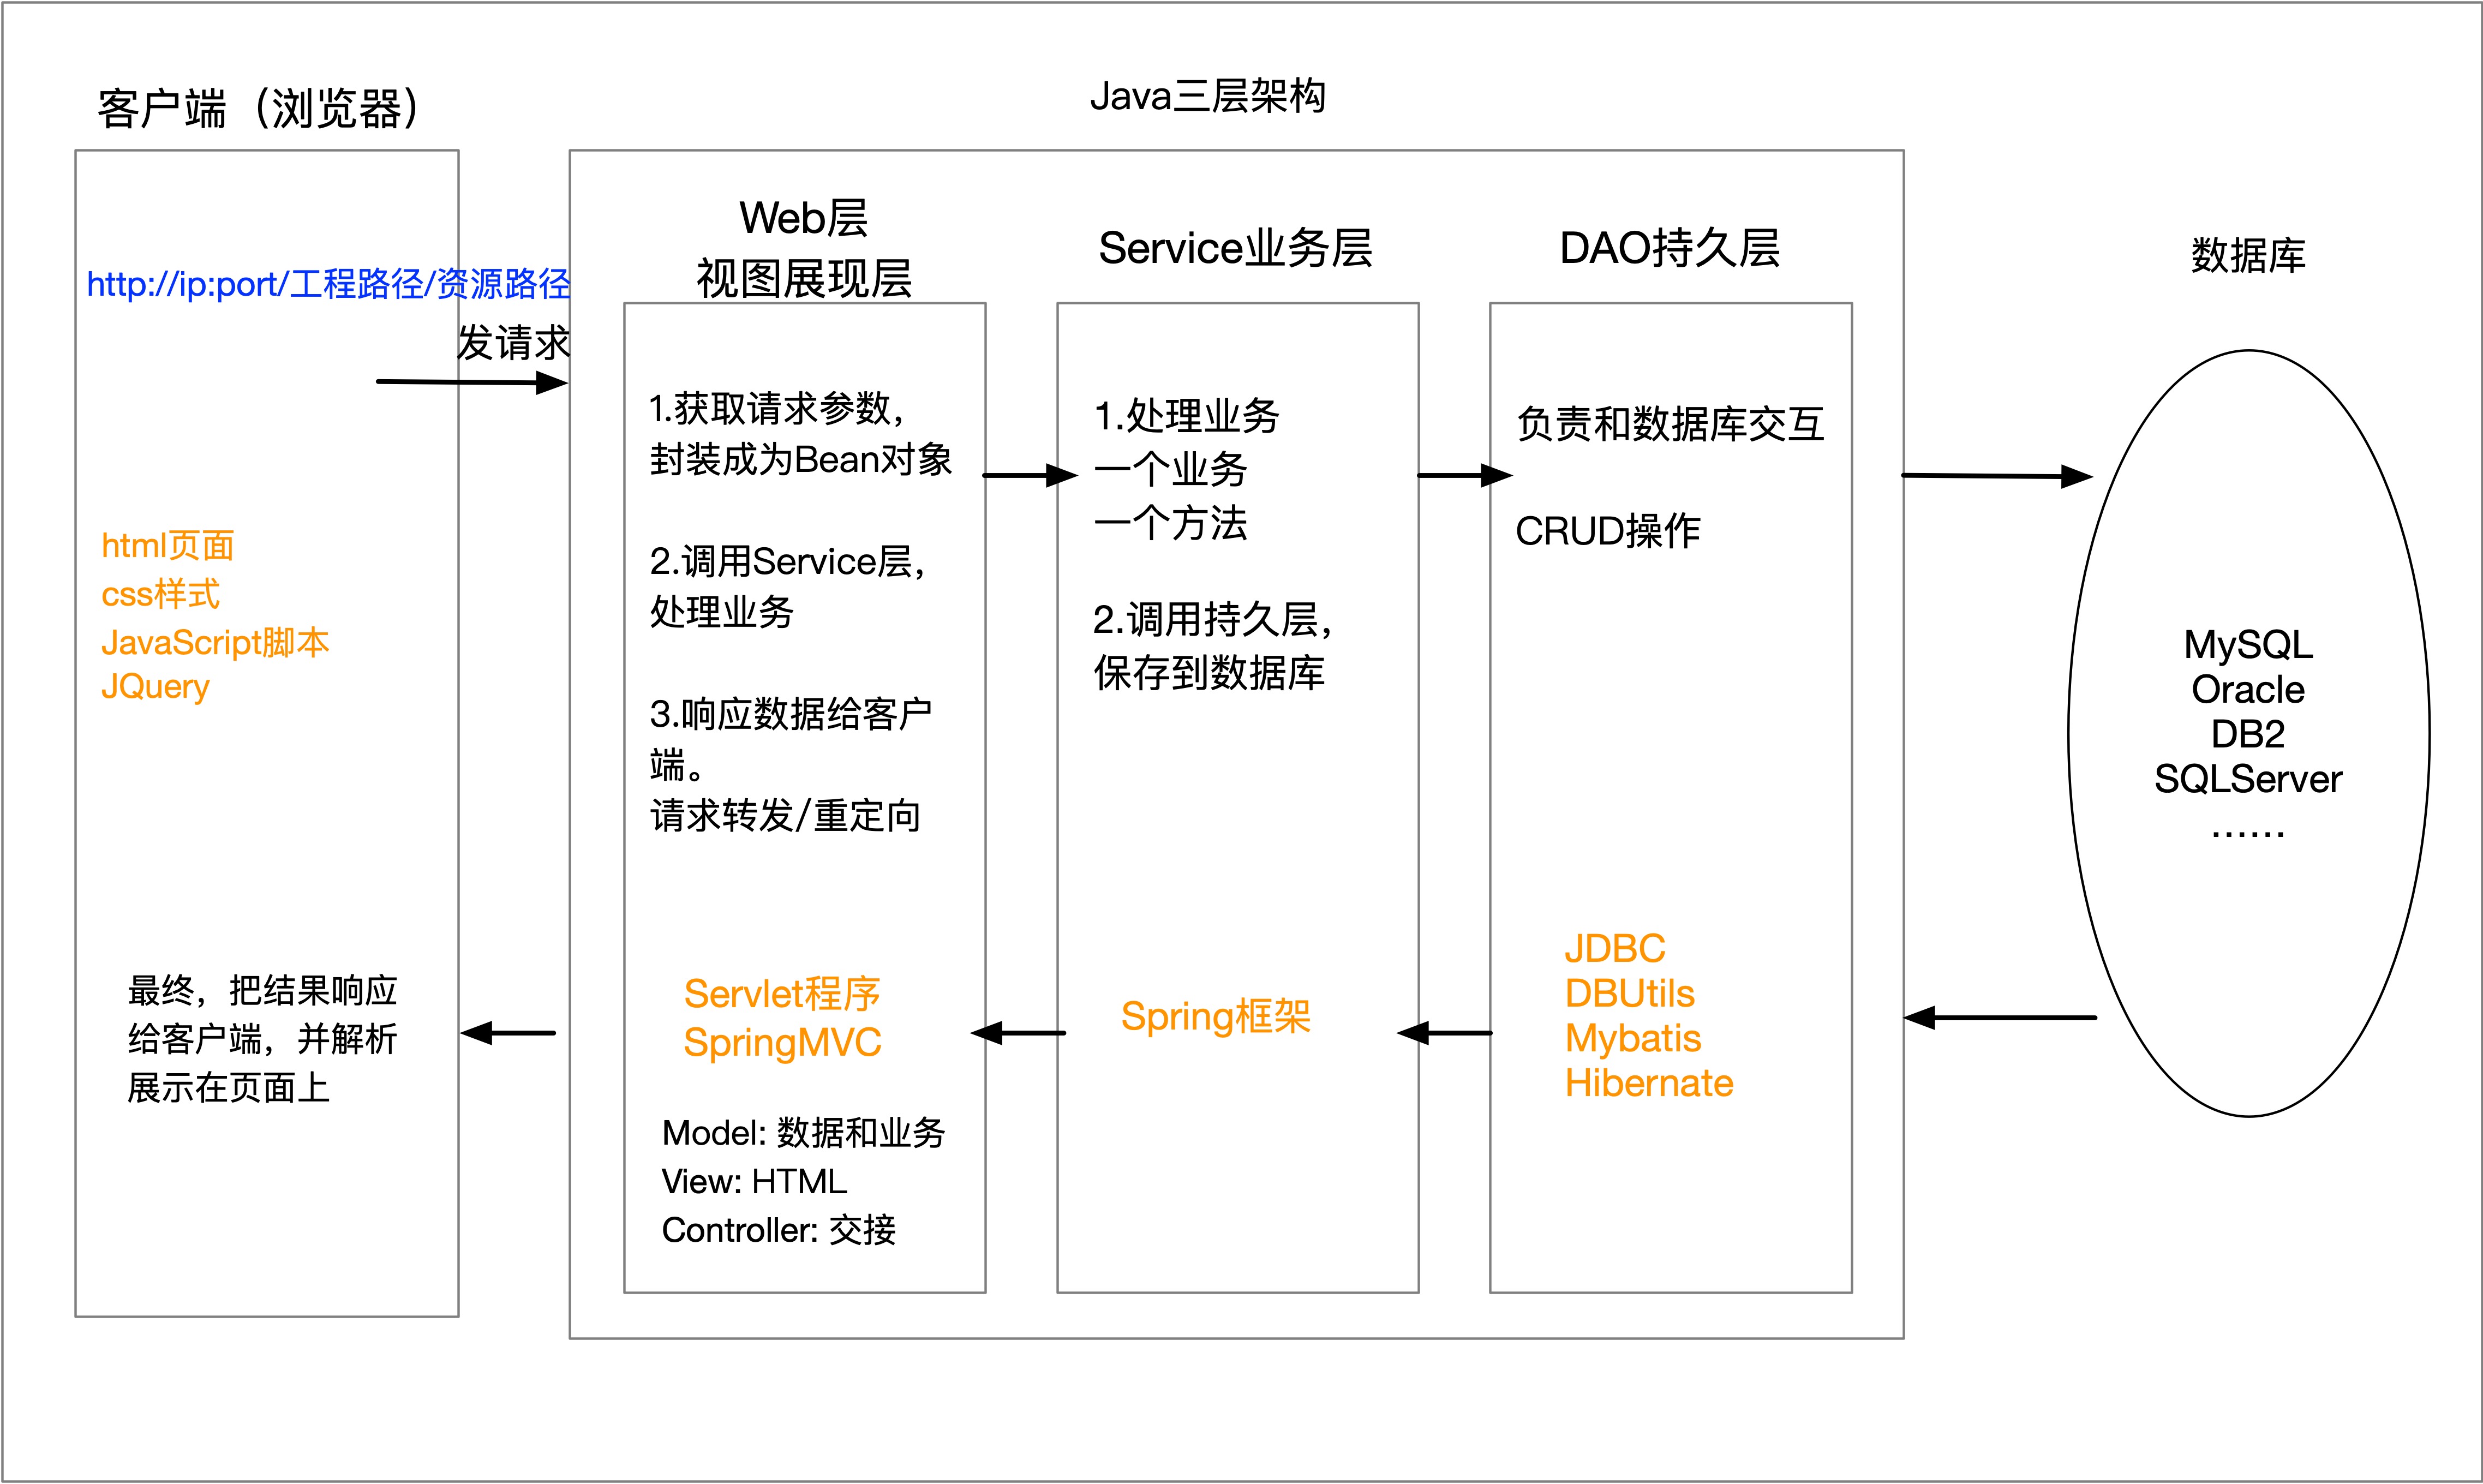 客户端（浏览器）
http://ip:port/工程路径/资源路径
发请求
html页面
css样式
JavaScript脚本
JQuery
最终，把结果响应
给客户端，并解析
展示在页面上
Java三层架构
Web层
视图展现层
1.获取请求参数，
封装成为Bean对象
2.调用Service层，
处理业务
3.响应数据给客户
端。
请求转发/重定向
Servlet程序
SpringMVC
Model: 数据和业务
View: HTML
Controller: 交接
Service业务层
1.处理业务
一个业务
一个方法
2.调用持久层，
保存到数据库
Spring框架
DAO持久层
负责和数据库交互
CRUD操作
JDBC
DBUtils
Mybatis
Hibernate
数据库
MySQL
Oracle
DB2
SQLServer
......